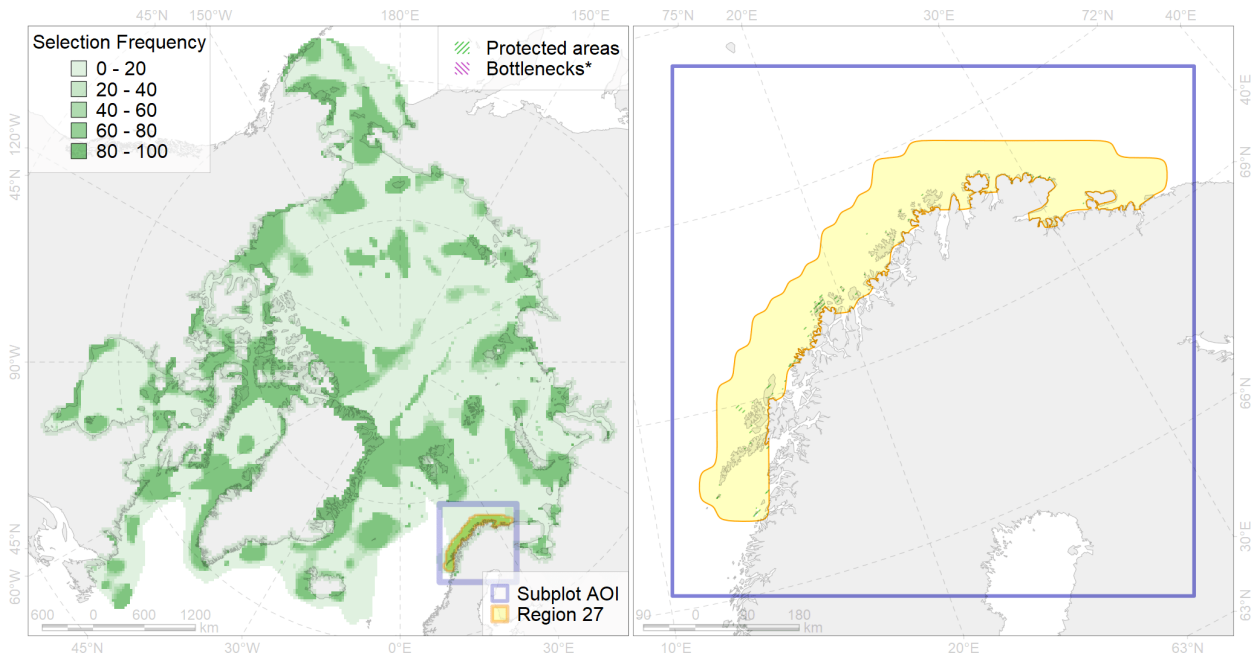 45°N 150°W 180°E 150°E 75°N 20°E 30°E 72°N 40°E
Selection Frequency
0 - 20
20 - 40
40 - 60
60 - 80
80 - 100
Protected areas
Bottlenecks*
120°W
45°N
90°W
45°N
60°W
40°E
69°N
66°N
30°E
63°N
Subplot AOI
Region 27
600 0 600 1200
km
90 0 90 180
km
45°N 30°W 0°E 30°E 10°E 20°E 63°N